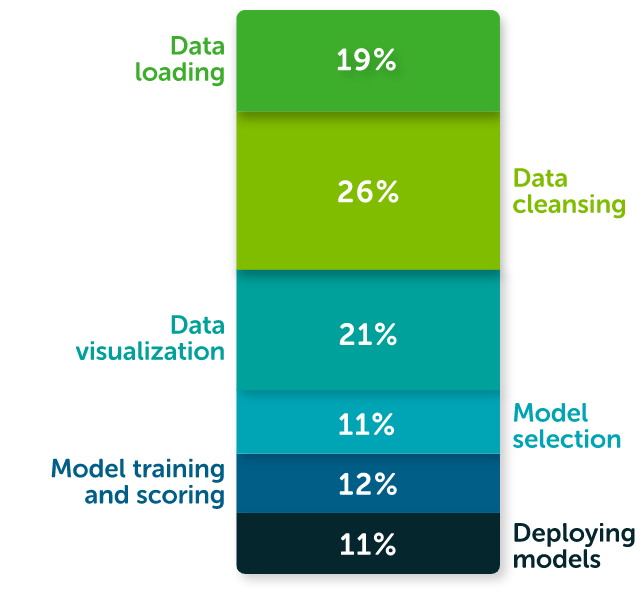 Data
loading
19%
26%
Data
cleansing
Data
visualization
21%
11%
Model
selection
Model training
and scoring
12%
11%
Deploying
models